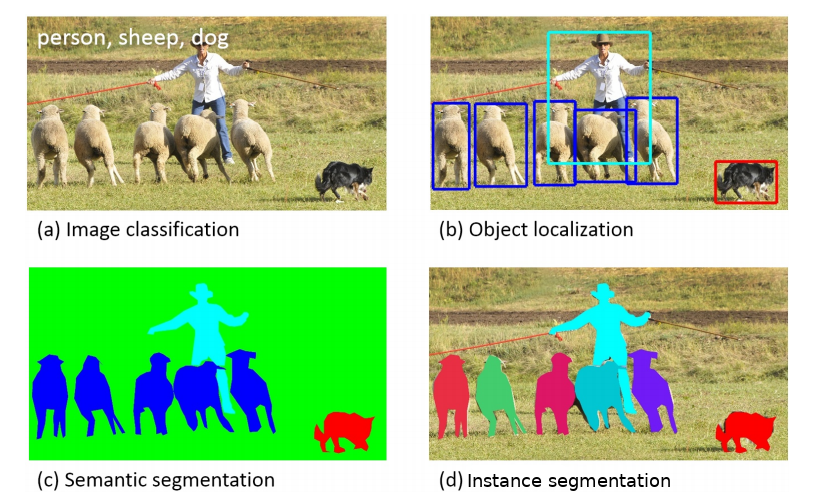 person, sheep, dog
(a) Image classification
(b) Object localization
(c) Semantic segmentation
(d) Instance segmentation